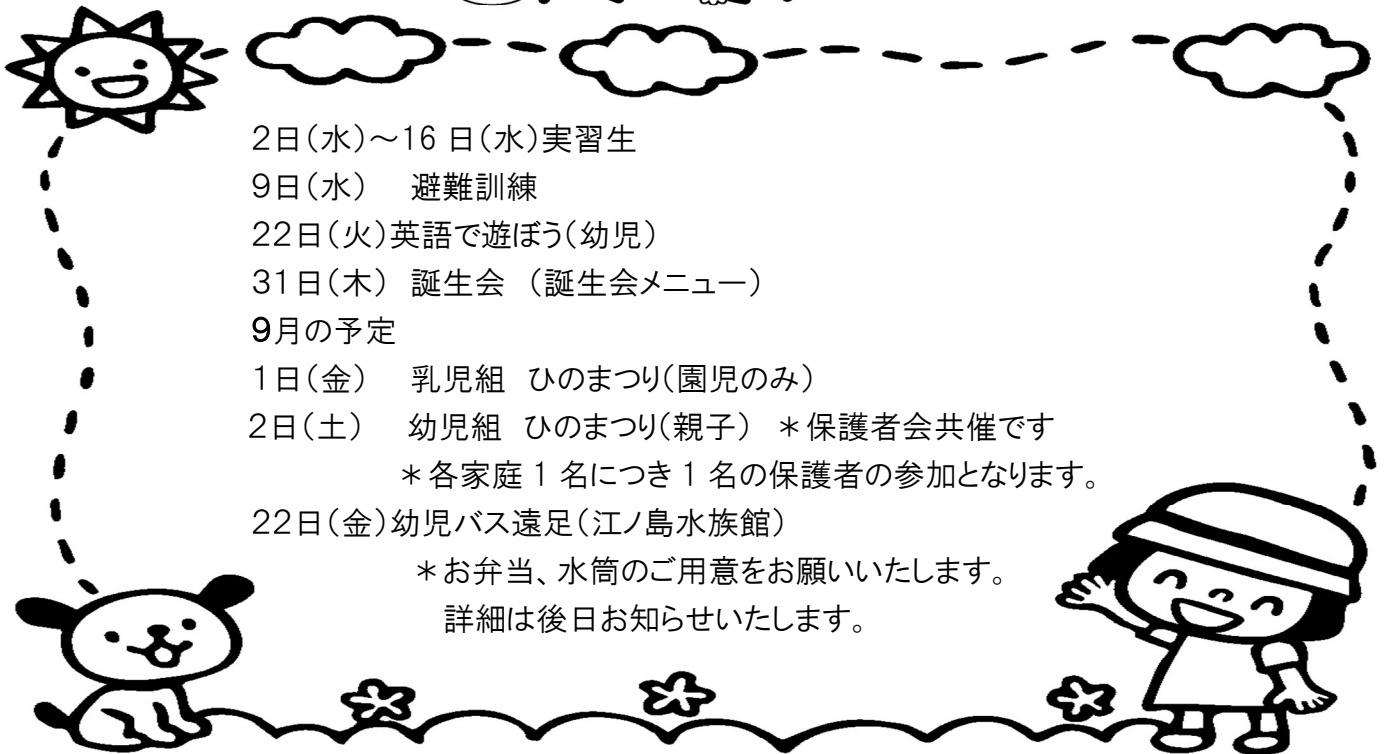 2日(水)~16日(水)実習生
9日(水) 避難訓練
22日(火)英語で遊ぼう(幼児)
31日(木) 誕生会 (誕生会メニュー)
9月の予定
1日(金) 乳児組 ひのまつり(園児のみ)
2日(土) 幼児組 ひのまつり(親子) *保護者会共催です
*各家庭1名につき1名の保護者の参加となります。
22日(金)幼児バス遠足(江ノ島水族館)
*お弁当、水筒のご用意をお願いいたします。
詳細は後日お知らせいたします。